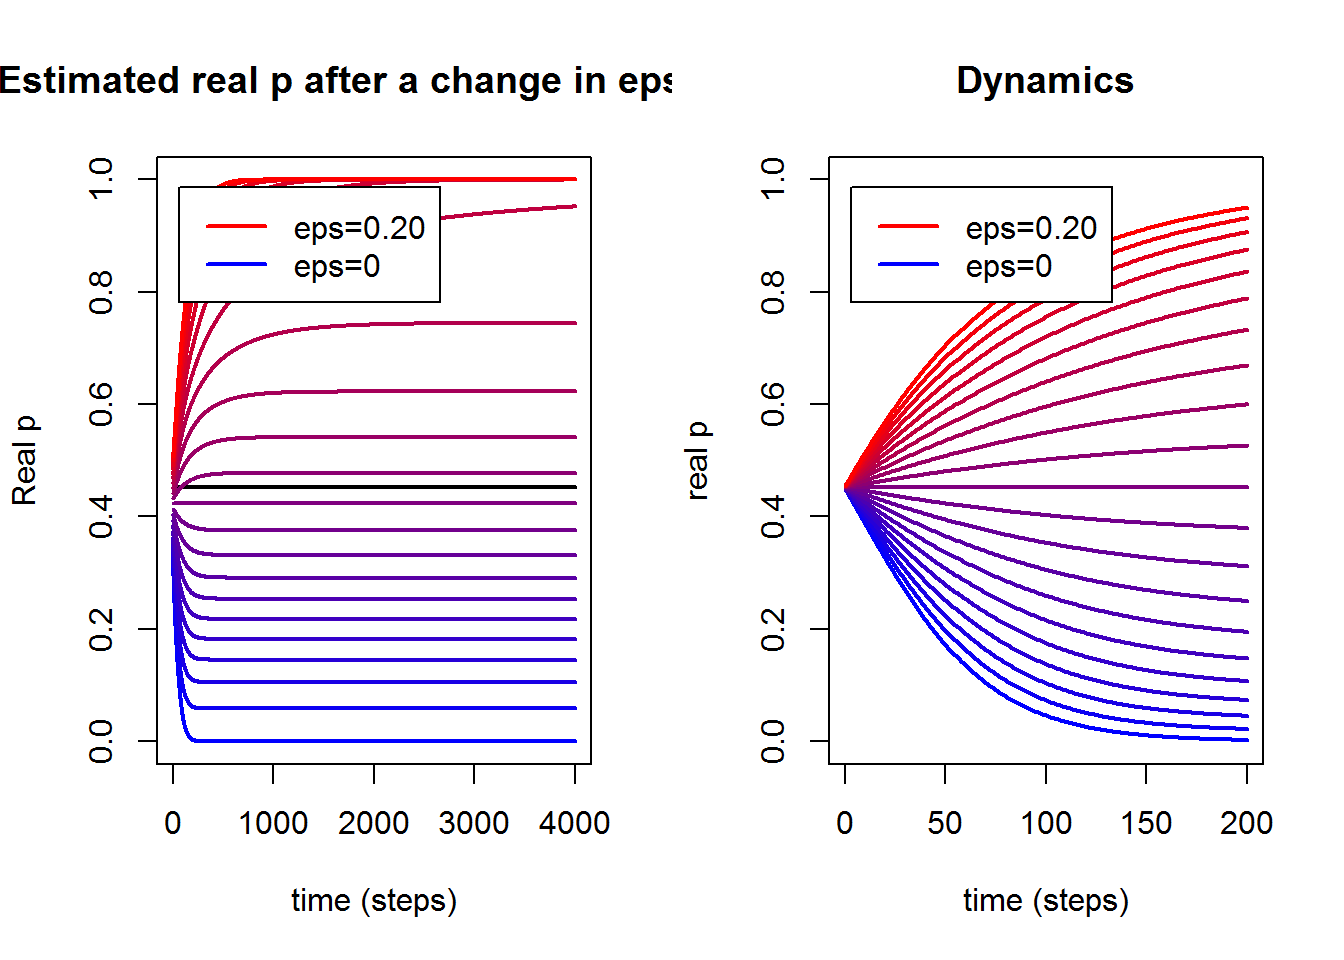 Estimated real p after a change in eps
1.0
0.8
0.6
0.4
0.2
0.0
Real p
eps=0.20
eps=0
0 1000 2000 3000 4000
time (steps)
Dynamics
1.0
0.8
0.6
0.4
0.2
0.0
real p
eps=0.20
eps=0
0 50 100 150 200
time (steps)